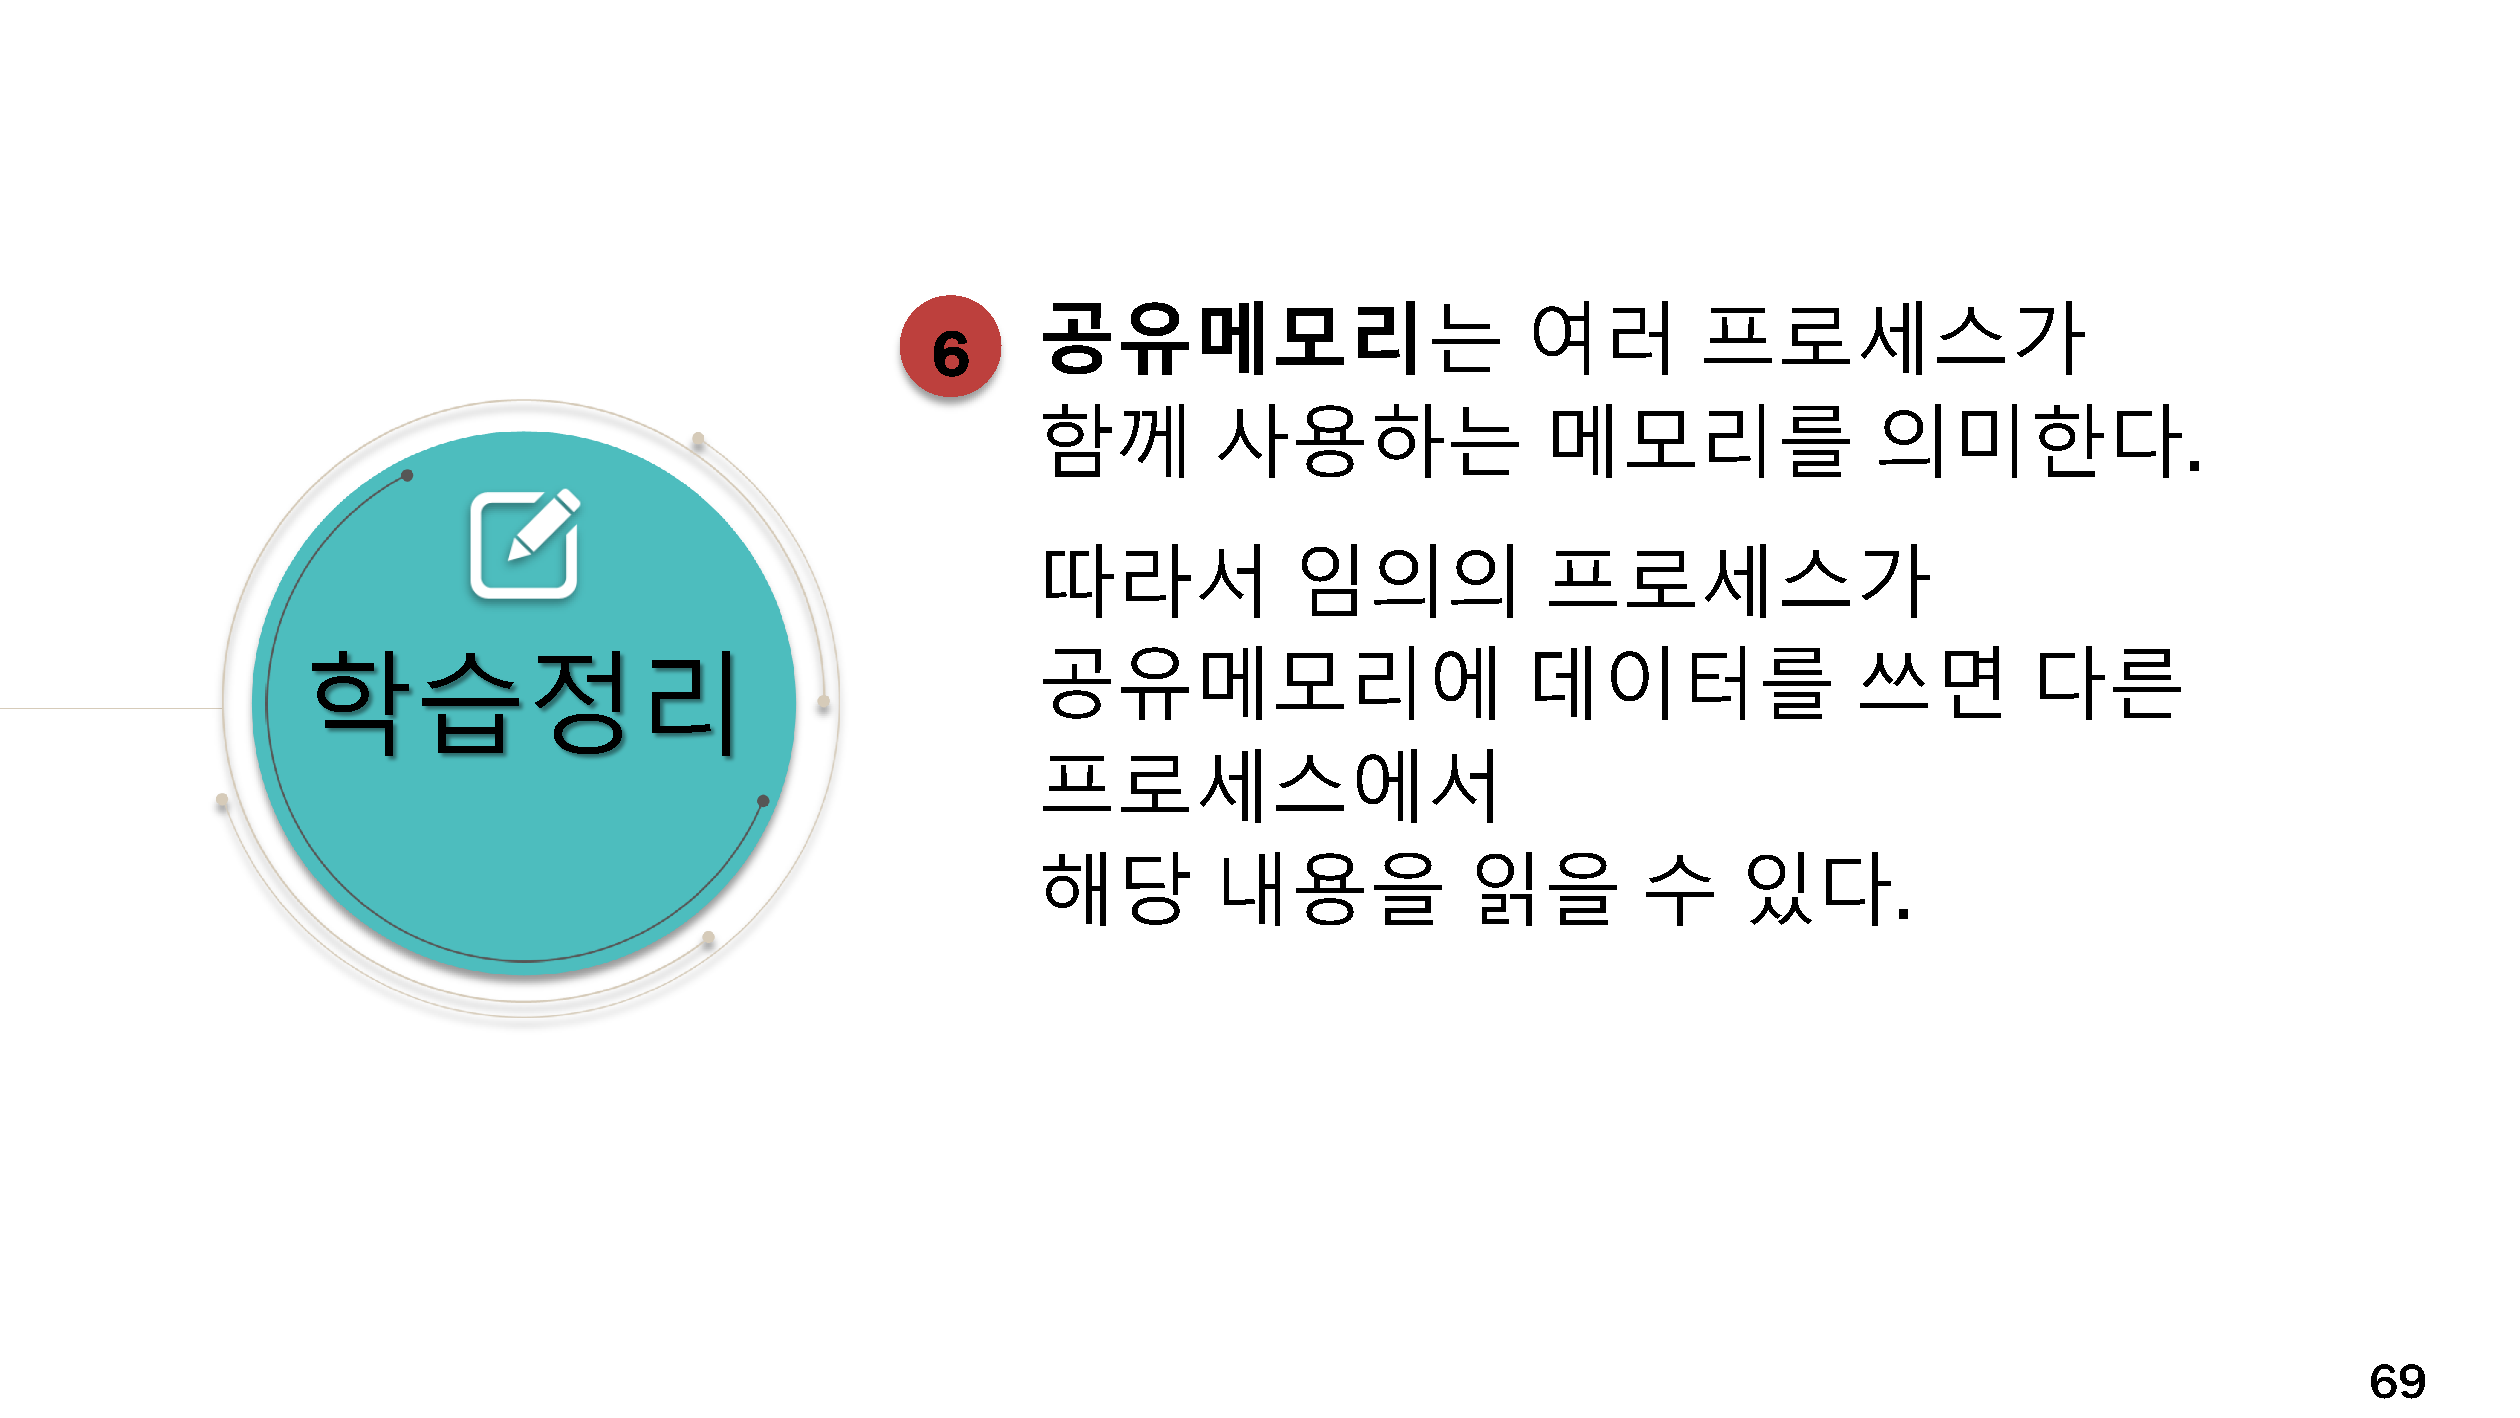 학습정리
6
공유메모리는 여러 프로세스가
함께 사용하는 메모리를 의미한다.
따라서 임의의 프로세스가
공유메모리에 데이터를 쓰면 다른
프로세스에서
해당 내용을 읽을 수 있다.
69